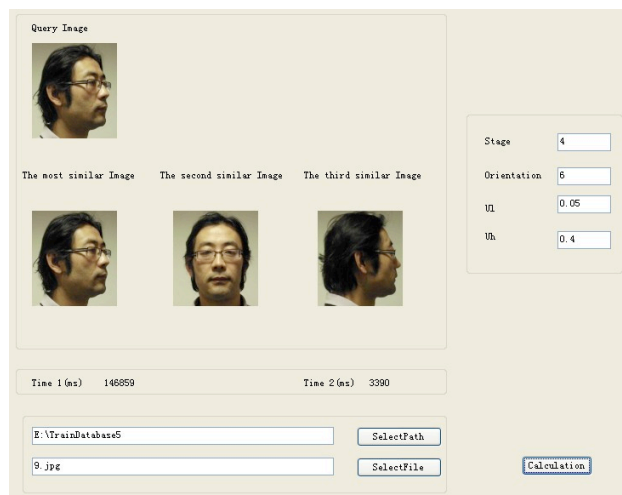 Query Image
The most similar Image    The second similar Image    The third similar Image
Stage    4
Orientation    6
Ul    0.05
Uh    0.4
Time 1(ms)    146859    Time 2(ms)    3390
E:\TrainDatabase5    SelectPath
9.jpg    SelectFile
Calculation